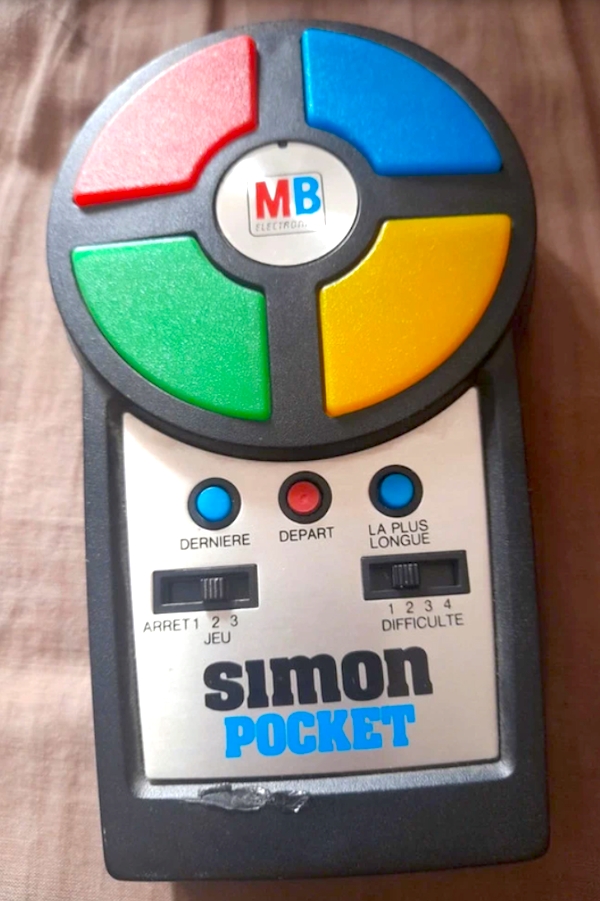 MB
ELECTRONIC
DERNIERE
DEPART
LA PLUS
LONGUE
ARRET 1 2 3
JEU
1 2 3 4
DIFFICULTE
simon
POCKET